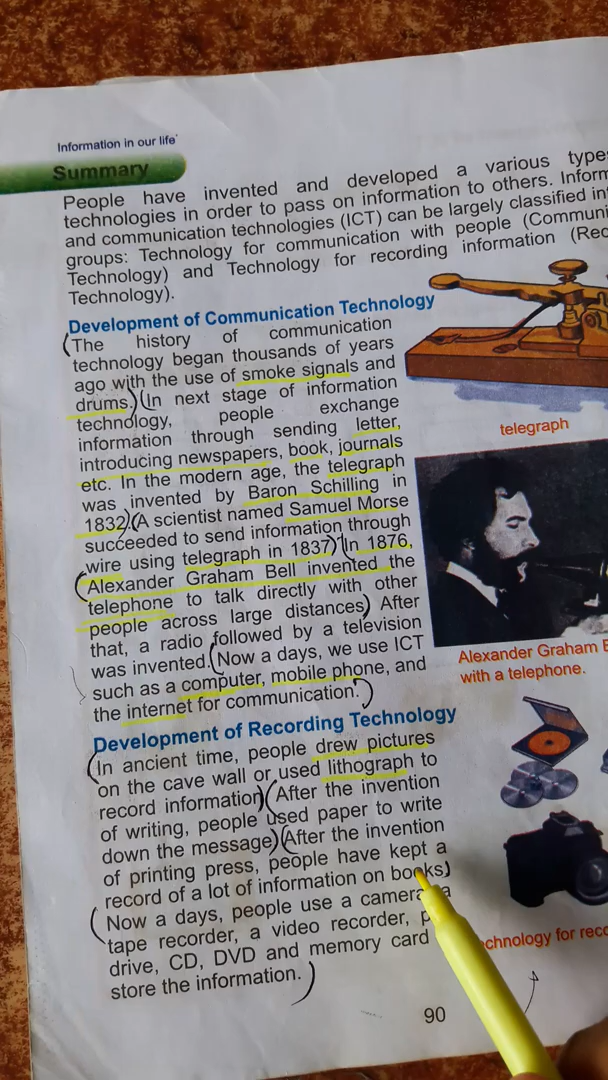 Information in our life
Summary
People have invented and developed a various
technologies in order to pass on information to others.
and communication technologies (ICT) can be largely classified
groups: Technology for communication with people
Technology) and Technology for recording information
Technology).
Development of Communication Technology
(The history of communication
technology began thousands of years
ago with the use of smoke signals and
drums.) (In next stage of information
technology, people exchange
information through sending letter,
introducing newspapers, book, journals
etc. In the modern age, the telegraph
was invented by Baron Schilling in
1832).(A scientist named Samuel Morse
succeeded to send information through
wire using telegraph in 1837) (In 1876,
(Alexander Graham Bell invented the
telephone to talk directly with other
people across large distances) After
that, a radio followed by a television
was invented.(Now a days, we use ICT
such as a computer, mobile phone, and
the internet for communication.)
telegraph
Alexander Graham
with a telephone.
Development of Recording Technology
(In ancient time, people drew pictures
on the cave wall or used lithograph to
record information) (After the invention
of writing, people used paper to write
down the message) (After the invention
of printing press, people have kept a
record of a lot of information on books)
(Now a days, people use a camera, a
tape recorder, a video recorder,
drive, CD, DVD and memory card
store the information.)
for
90